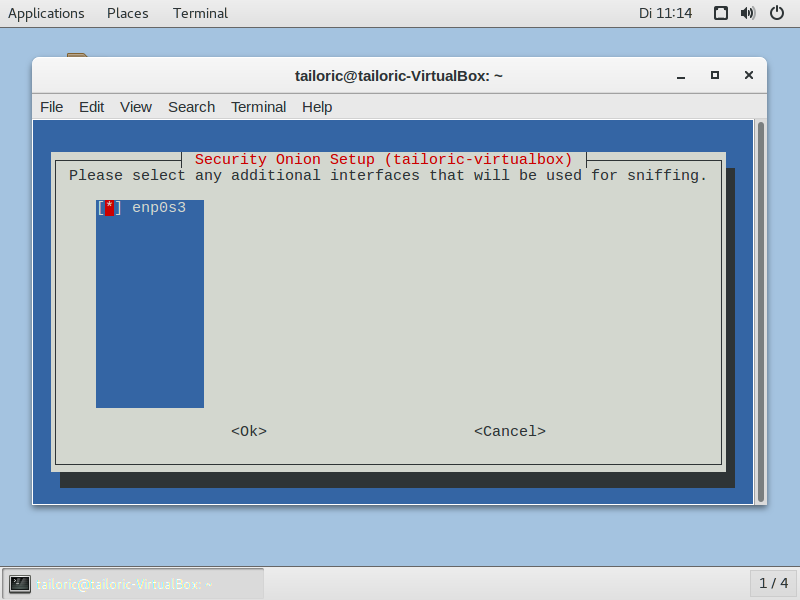 Applications Places Terminal Di 11:14
tailoric@tailoric-VirtualBox: ~
File Edit View Search Terminal Help
Security Onion Setup (tailoric-virtualbox)
Please select any additional interfaces that will be used for sniffing.
[*] enp0s3
<Ok> <Cancel>
tailoric@tailoric-VirtualBox: ~ 1 / 4